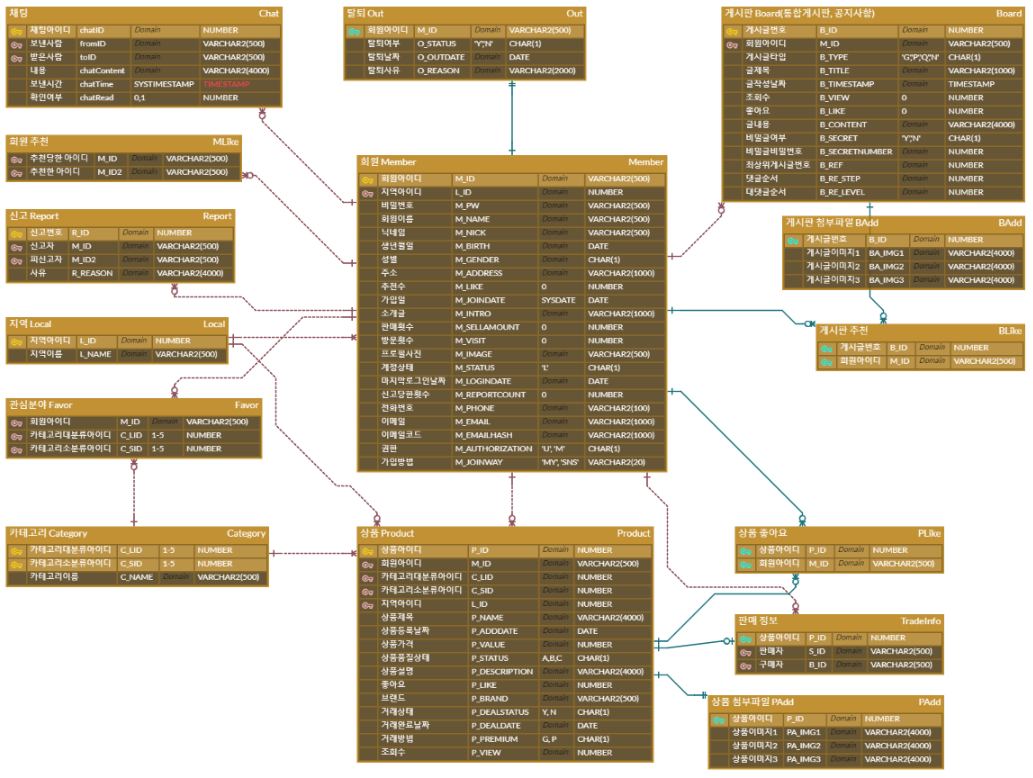 채팅 Chat
채팅아이디 chatID Domain VARCHAR2(500)
보낸사람 fromID Domain VARCHAR2(500)
받은사람 toID Domain VARCHAR2(500)
내용 chatContent Domain VARCHAR2(4000)
보낸시간 chatTime SYSTIMESTAMP TIMESTAMP
확인여부 chatRead 0,1 NUMBER
탈퇴 Out Out
회원아이디 M_ID Domain VARCHAR2(500)
탈퇴여부 O_STATUS 'Y','N' CHAR(1)
탈퇴날짜 O_OUTDATE Domain DATE
탈퇴사유 O_REASON Domain VARCHAR2(2000)
게시판 Board(통합게시판, 공지사항) Board
게시글번호 B_ID Domain NUMBER
회원아이디 M_ID Domain VARCHAR2(500)
게시글타입 B_TYPE 'G','P','Q','N' CHAR(1)
글제목 B_TITLE Domain VARCHAR2(1000)
글작성날짜 B_TIMESTAMP Domain TIMESTAMP
조회수 B_VIEW 0 NUMBER
좋아요 B_LIKE 0 NUMBER
글내용 B_CONTENT Domain VARCHAR2(4000)
비밀글여부 B_SECRET 'Y','N' CHAR(1)
비밀글비밀번호 B_SECRETNUMBER Domain NUMBER
최상위게시글번호 B_REF Domain NUMBER
댓글순서 B_RE_STEP Domain NUMBER
대댓글순서 B_RE_LEVEL Domain NUMBER
회원 추천 MLike
추천당한 아이디 M_ID Domain VARCHAR2(500)
추천한 아이디 M_ID2 Domain VARCHAR2(500)
회원 Member Member
회원아이디 M_ID Domain VARCHAR2(500)
지역아이디 L_ID Domain NUMBER
비밀번호 M_PW Domain VARCHAR2(500)
회원이름 M_NAME Domain VARCHAR2(500)
닉네임 M_NICK Domain VARCHAR2(500)
생년월일 M_BIRTH Domain DATE
성별 M_GENDER Domain CHAR(1)
주소 M_ADDRESS Domain VARCHAR2(1000)
추천수 M_LIKE 0 NUMBER
가입일 M_JOINDATE SYSDATE DATE
소개글 M_INTRO Domain VARCHAR2(1000)
판매횟수 M_SELLAMOUNT 0 NUMBER
방문횟수 M_VISIT 0 NUMBER
프로필사진 M_IMAGE Domain VARCHAR2(500)
계정상태 M_STATUS 'L' CHAR(1)
마지막로그인날짜 M_LOGINDATE Domain DATE
신고당한횟수 M_REPORTCOUNT 0 NUMBER
전화번호 M_PHONE Domain VARCHAR2(100)
이메일 M_EMAIL Domain VARCHAR2(1000)
이메일코드 M_EMAILHASH Domain VARCHAR2(1000)
권한 M_AUTHORIZATION 'U', 'M' CHAR(1)
가입방법 M_JOINWAY 'MY', 'SNS' VARCHAR2(20)
신고 Report Report
신고번호 R_ID Domain NUMBER
신고자 M_ID Domain VARCHAR2(500)
피신고자 M_ID2 Domain VARCHAR2(500)
사유 R_REASON Domain VARCHAR2(4000)
게시판 첨부파일 BAdd BAdd
게시글번호 B_ID Domain NUMBER
게시글이미지1 BA_IMG1 Domain VARCHAR2(4000)
게시글이미지2 BA_IMG2 Domain VARCHAR2(4000)
게시글이미지3 BA_IMG3 Domain VARCHAR2(4000)
지역 Local Local
지역아이디 L_ID Domain NUMBER
지역이름 L_NAME Domain VARCHAR2(500)
게시판 추천 BLike
게시글번호 B_ID Domain NUMBER
회원아이디 M_ID Domain VARCHAR2(500)
관심분야 Favor Favor
회원아이디 M_ID Domain VARCHAR2(500)
카테고리대분류아이디 C_LID 1-5 NUMBER
카테고리소분류아이디 C_SID 1-5 NUMBER
카테고리 Category Category
카테고리대분류아이디 C_LID 1-5 NUMBER
카테고리소분류아이디 C_SID 1-5 NUMBER
카테고리이름 C_NAME Domain VARCHAR2(500)
상품 Product Product
상품아이디 P_ID Domain NUMBER
회원아이디 M_ID Domain VARCHAR2(500)
카테고리대분류아이디 C_LID Domain NUMBER
카테고리소분류아이디 C_SID Domain NUMBER
지역아이디 L_ID Domain NUMBER
상품제목 P_NAME Domain VARCHAR2(4000)
상품등록날짜 P_ADDDATE Domain DATE
상품가격 P_VALUE Domain NUMBER
상품품질상태 P_STATUS A,B,C CHAR(1)
상품설명 P_DESCRIPTION Domain VARCHAR2(4000)
좋아요 P_LIKE Domain NUMBER
브랜드 P_BRAND Domain VARCHAR2(500)
거래상태 P_DEALSTATUS Y, N CHAR(1)
거래완료날짜 P_DEALDATE Domain DATE
거래방법 P_PREMIUM G, P CHAR(1)
조회수 P_VIEW Domain NUMBER
상품 좋아요 PLike
상품아이디 P_ID Domain NUMBER
회원아이디 M_ID Domain VARCHAR2(500)
판매 정보 TradeInfo
상품아이디 P_ID Domain NUMBER
판매자 S_ID Domain VARCHAR2(500)
구매자 B_ID Domain VARCHAR2(500)
상품 첨부파일 PAdd PAdd
상품아이디 P_ID Domain NUMBER
상품이미지1 PA_IMG1 Domain VARCHAR2(4000)
상품이미지2 PA_IMG2 Domain VARCHAR2(4000)
상품이미지3 PA_IMG3 Domain VARCHAR2(4000)